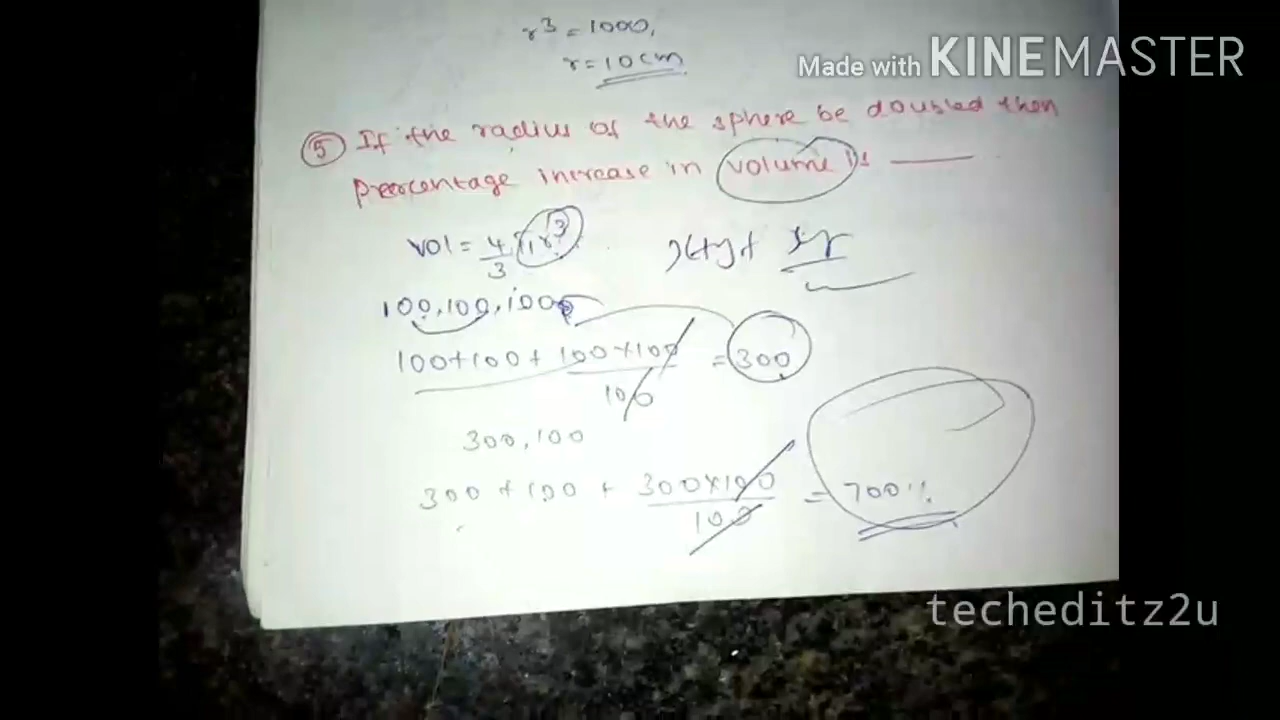 r³ = 1000,
r = 10cm
Made with KINEMASTER
⑤ If the radius of the sphere be doubled then
percentage increase in volume is ———
vol = 4/3 πr³
x+y+ xy
100,100,100
100+100+ 100×100/100 = 300
300,100
300 + 100 + 300×100/100 = 700%
techeditz2u